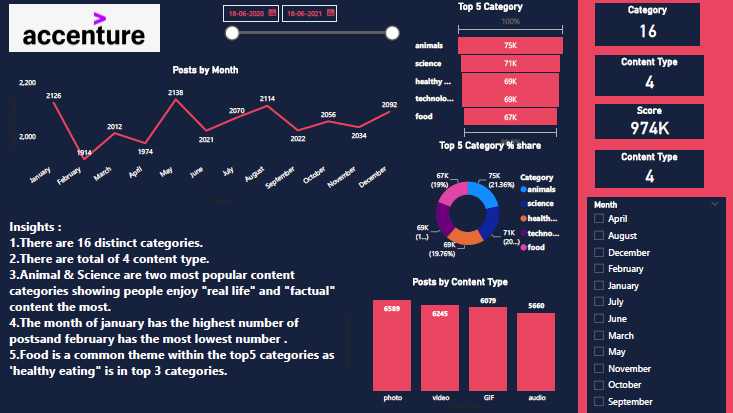 >
accenture
18-06-2020
18-06-2021
Posts by Month
2,200
2,000
2126
1914
2012
1974
2138
2021
2070
2114
2022
2056
2034
2092
January
February
March
April
May
June
July
August
September
October
November
December
Insights :
1.There are 16 distinct categories.
2.There are total of 4 content type.
3.Animal & Science are two most popular content
categories showing people enjoy "real life" and "factual"
content the most.
4.The month of january has the highest number of
postsand february has the most lowest number .
5.Food is a common theme within the top5 categories as
'healthy eating" is in top 3 categories.
Top 5 Category
100%
animals 75K
science 71K
healthy ... 69K
technolo... 69K
food 67K
Top 5 Category % share
67K
(19%)
75K
(21.36%)
69K
(1...)
71K
(20...)
69K
(19.76%)
Category
animals
science
health...
techno...
food
Posts by Content Type
6589
6245
6079
5660
photo
video
GIF
audio
Category
16
Content Type
4
Score
974K
Content Type
4
Month
April
August
December
February
January
July
June
March
May
November
October
September